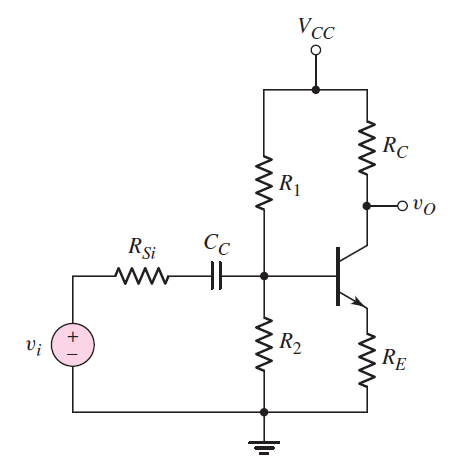 V_CC
R_C
R_1
v_O
R_Si
C_C
v_i
+
−
R_2
R_E